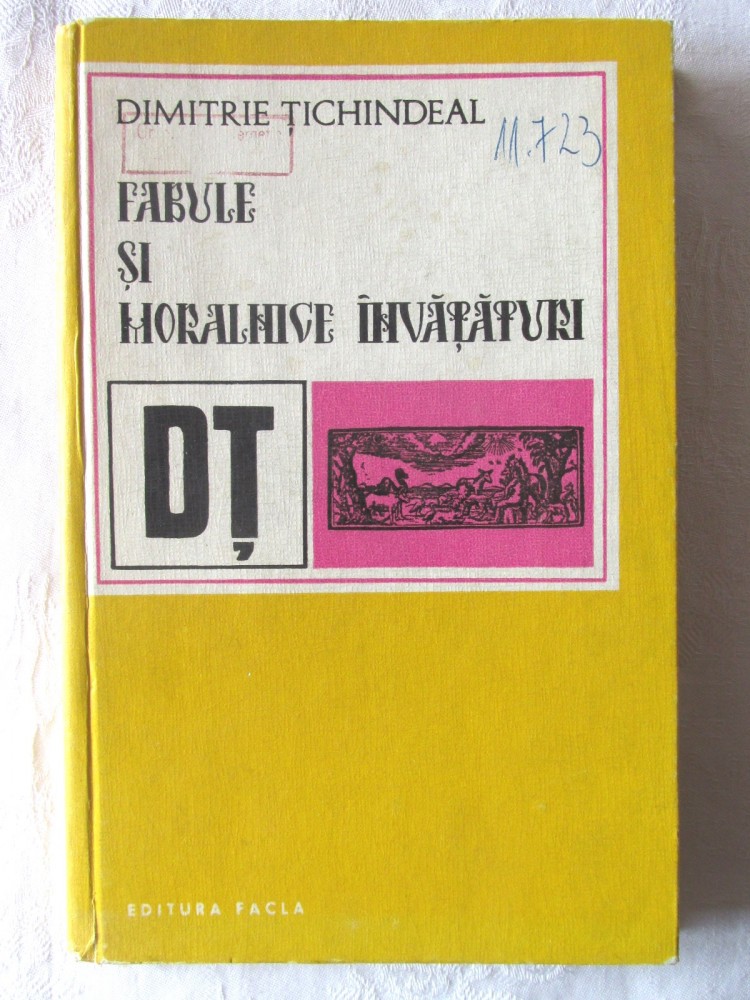 DIMITRIE ȚICHINDEAL
11.723
FABULE
ȘI
MORALNICE ÎNVĂȚĂTURI
DȚ
EDITURA FACLA